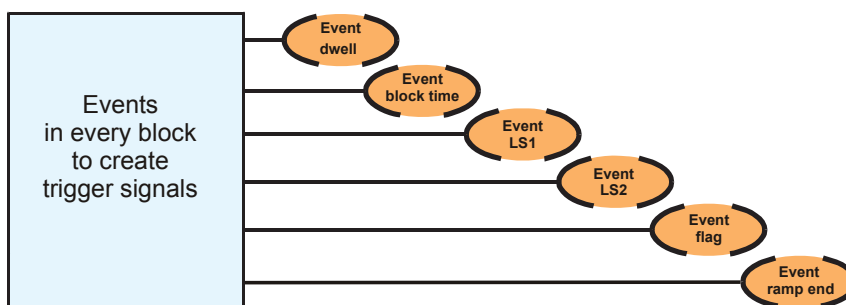 Events
in every block
to create
trigger signals
Event
dwell
Event
block time
Event
LS1
Event
LS2
Event
flag
Event
ramp end